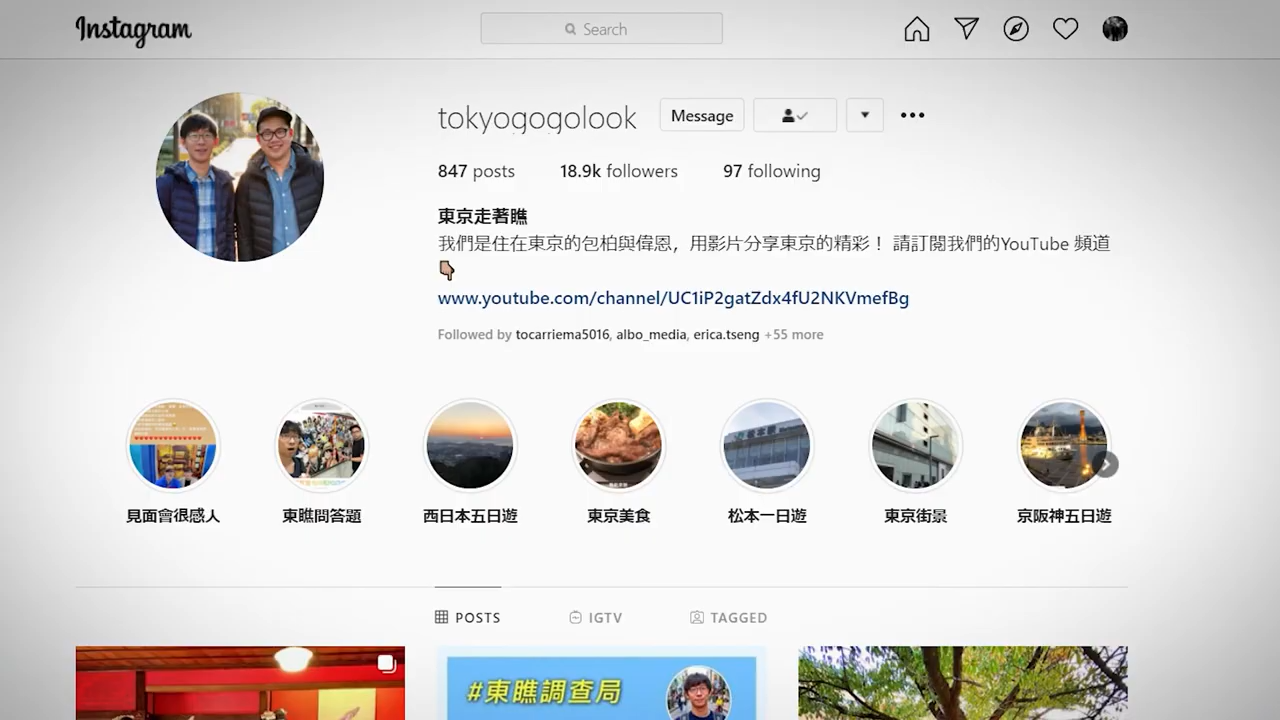 Instagram
Search
tokyogogolook
Message
847 posts
18.9k followers
97 following
東京走著瞧
我們是住在東京的包柏與偉恩，用影片分享東京的精彩！ 請訂閱我們的YouTube 頻道
👇🏼
www.youtube.com/channel/UC1iP2gatZdx4fU2NKVmefBg
Followed by tocarriema5016, albo_media, erica.tseng +55 more
見面會很感人
東瞧問答題
西日本五日遊
東京美食
松本一日遊
東京街景
京阪神五日遊
POSTS
IGTV
TAGGED
#東瞧調查局